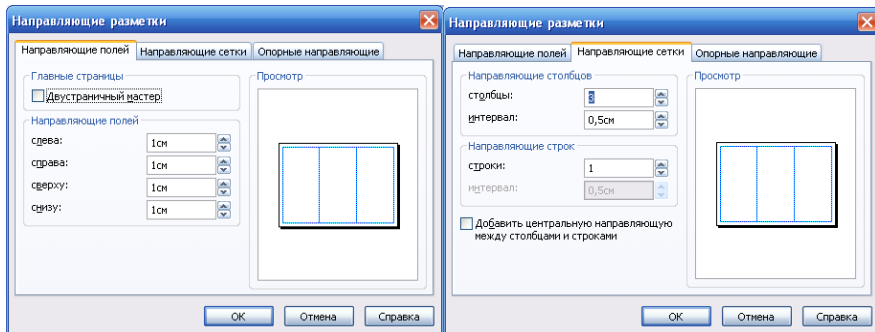 Направляющие разметки
Направляющие полей Направляющие сетки Опорные направляющие
Главные страницы
Двустраничный мастер
Направляющие полей
слева: 1см
справа: 1см
сверху: 1см
снизу: 1см
Просмотр
ОК Отмена Справка
Направляющие разметки
Направляющие полей Направляющие сетки Опорные направляющие
Направляющие столбцов
столбцы: 3
интервал: 0,5см
Направляющие строк
строки: 1
интервал: 0,5см
Добавить центральную направляющую
между столбцами и строками
Просмотр
ОК Отмена Справка